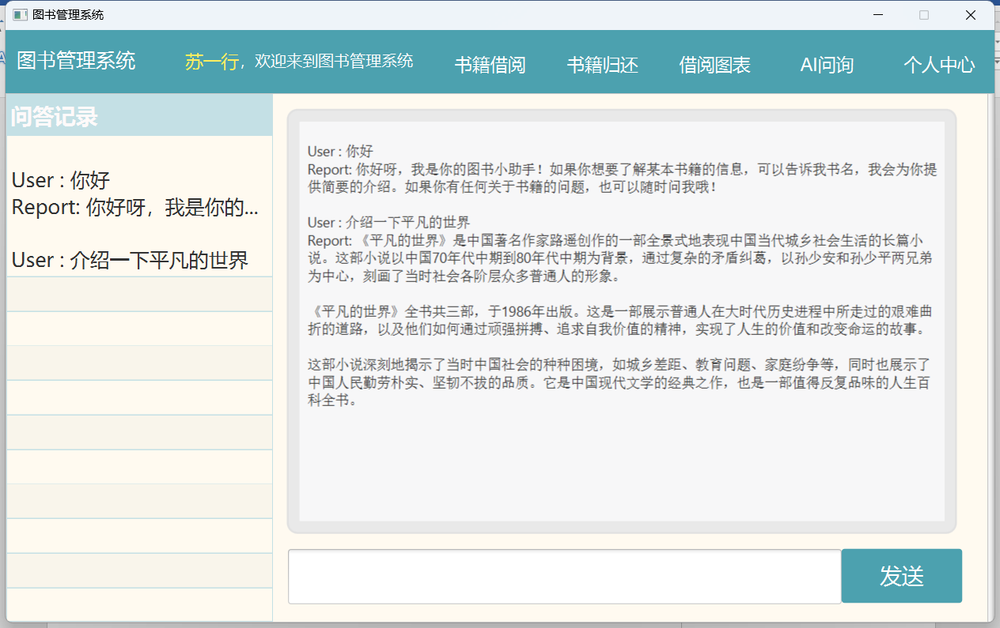 图书管理系统
图书管理系统
苏一行，欢迎来到图书管理系统
书籍借阅
书籍归还
借阅图表
AI问询
个人中心
问答记录
User : 你好
Report: 你好呀，我是你的...
User : 介绍一下平凡的世界
User : 你好
Report: 你好呀，我是你的图书小助手！如果你想要了解某本书籍的信息，可以告诉我书名，我会为你提
供简要的介绍。如果你有任何关于书籍的问题，也可以随时问我哦！
User : 介绍一下平凡的世界
Report: 《平凡的世界》是中国著名作家路遥创作的一部全景式地表现中国当代城乡社会生活的长篇小
说。这部小说以中国70年代中期到80年代中期为背景，通过复杂的矛盾纠葛，以孙少安和孙少平两兄弟
为中心，刻画了当时社会各阶层众多普通人的形象。
《平凡的世界》全书共三部，于1986年出版。这是一部展示普通人在大时代历史进程中所走过的艰难曲
折的道路，以及他们如何通过顽强拼搏、追求自我价值的精神，实现了人生的价值和改变命运的故事。
这部小说深刻地揭示了当时中国社会的种种困境，如城乡差距、教育问题、家庭纷争等，同时也展示了
中国人民勤劳朴实、坚韧不拔的品质。它是中国现代文学的经典之作，也是一部值得反复品味的人生百
科全书。
发送